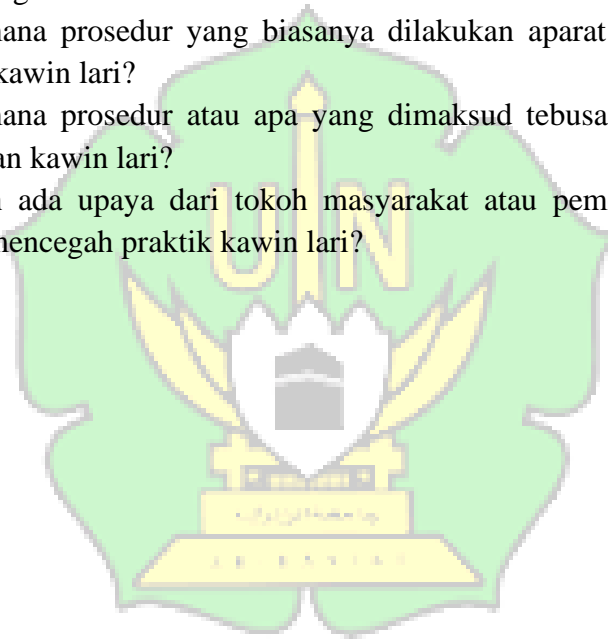 mana prosedur yang biasanya dilakukan aparat
kawin lari?
mana prosedur atau apa yang dimaksud tebusa
an kawin lari?
ada upaya dari tokoh masyarakat atau pem
mencegah praktik kawin lari?
UIN